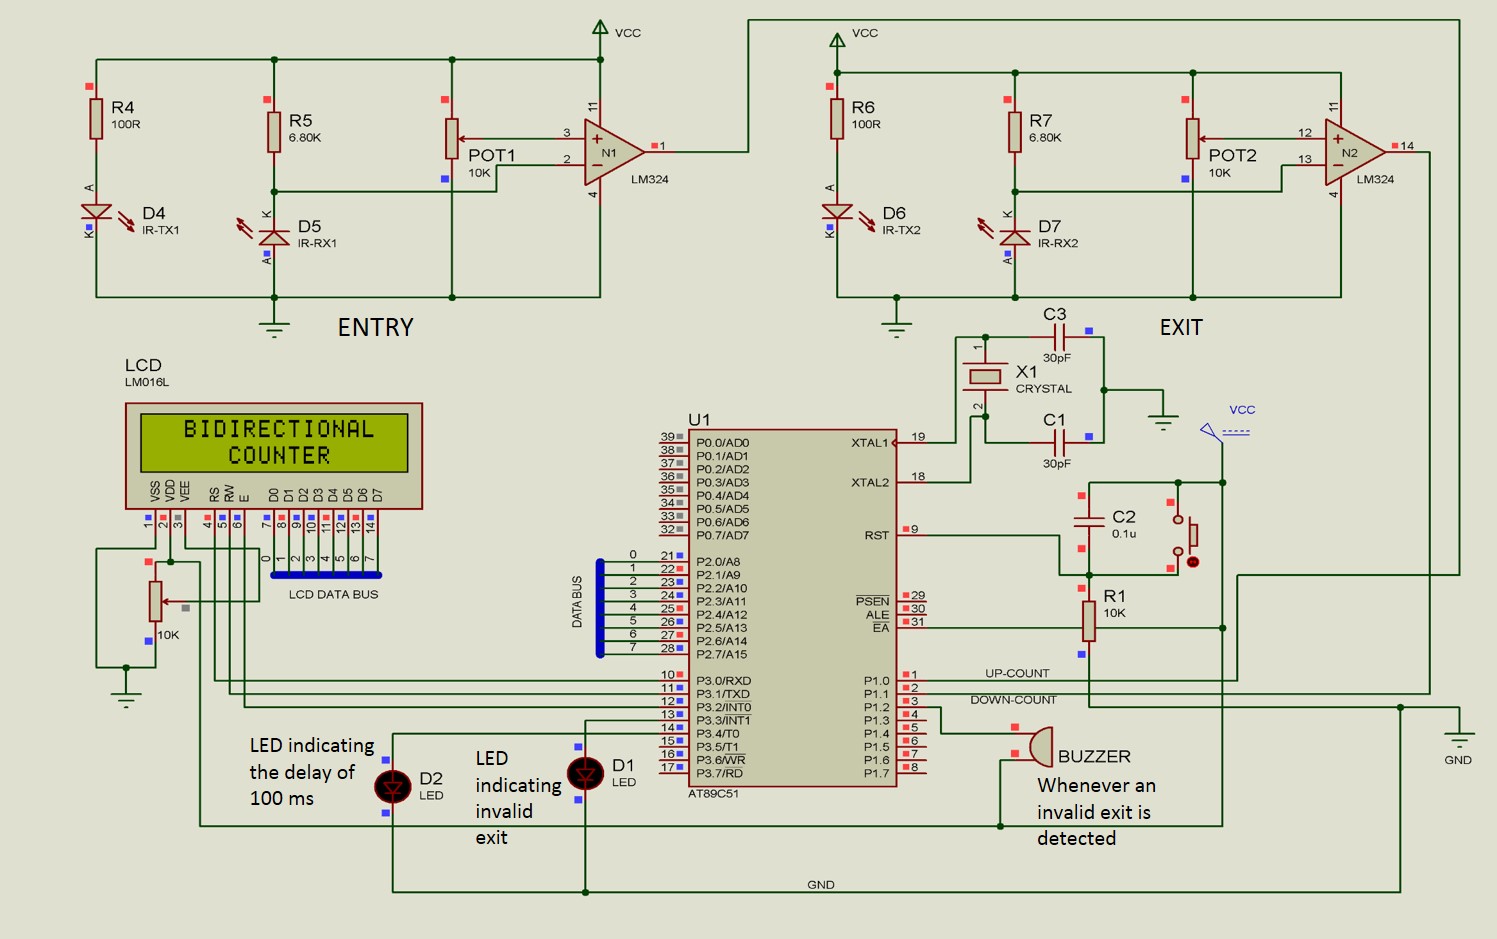 VCC
R4
100R
A
K
D4
IR-TX1
R5
6.80K
K
A
D5
IR-RX1
POT1
10K
3
2
11
4
1
N1
LM324
ENTRY
VCC
R6
100R
A
K
D6
IR-TX2
R7
6.80K
K
A
D7
IR-RX2
POT2
10K
12
13
11
4
14
N2
LM324
EXIT
LCD
LM016L
BIDIRECTIONAL
COUNTER
VSS VDD VEE RS RW E D0 D1 D2 D3 D4 D5 D6 D7
1 2 3 4 5 6 7 8 9 10 11 12 13 14
0 1 2 3 4 5 6 7
LCD DATA BUS
10K
C3
30pF
1
X1
CRYSTAL
2
C1
30pF
VCC
C2
0.1u
R1
10K
U1
39 P0.0/AD0
38 P0.1/AD1
37 P0.2/AD2
36 P0.3/AD3
35 P0.4/AD4
34 P0.5/AD5
33 P0.6/AD6
32 P0.7/AD7
DATA BUS
0 21 P2.0/A8
1 22 P2.1/A9
2 23 P2.2/A10
3 24 P2.3/A11
4 25 P2.4/A12
5 26 P2.5/A13
6 27 P2.6/A14
7 28 P2.7/A15
10 P3.0/RXD
11 P3.1/TXD
12 P3.2/INT0
13 P3.3/INT1
14 P3.4/T0
15 P3.5/T1
16 P3.6/WR
17 P3.7/RD
XTAL1 19
XTAL2 18
RST 9
PSEN 29
ALE 30
EA 31
P1.0 1
P1.1 2
P1.2 3
P1.3 4
P1.4 5
P1.5 6
P1.6 7
P1.7 8
AT89C51
UP-COUNT
DOWN-COUNT
BUZZER
Whenever an
invalid exit is
detected
GND
LED indicating
the delay of
100 ms
D2
LED
LED
indicating
invalid
exit
D1
LED
GND